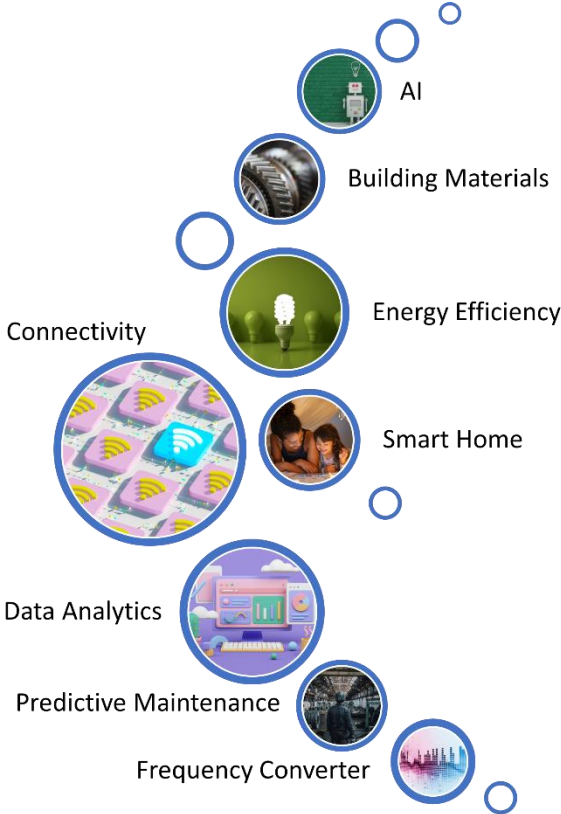 AI
Building Materials
Energy Efficiency
Connectivity
Smart Home
Data Analytics
Predictive Maintenance
Frequency Converter